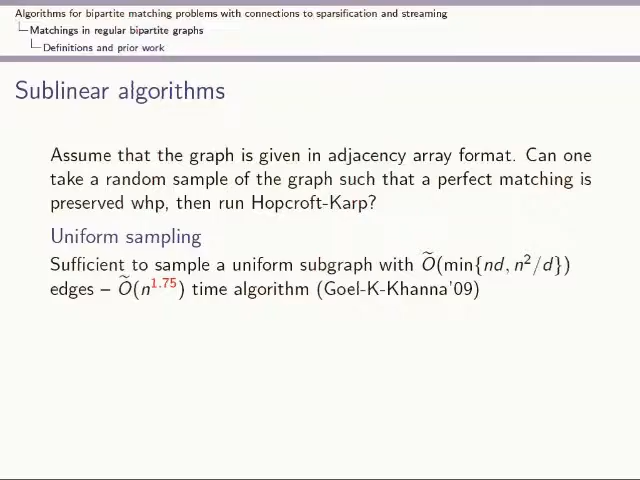 Algorithms for bipartite matching problems with connections to sparsification and streaming
Matchings in regular bipartite graphs
Definitions and prior work
Sublinear algorithms
Assume that the graph is given in adjacency array format. Can one
take a random sample of the graph such that a perfect matching is
preserved whp, then run Hopcroft-Karp?
Uniform sampling
Sufficient to sample a uniform subgraph with Õ(min{nd, n²/d})
edges – Õ(n^1.75) time algorithm (Goel-K-Khanna'09)